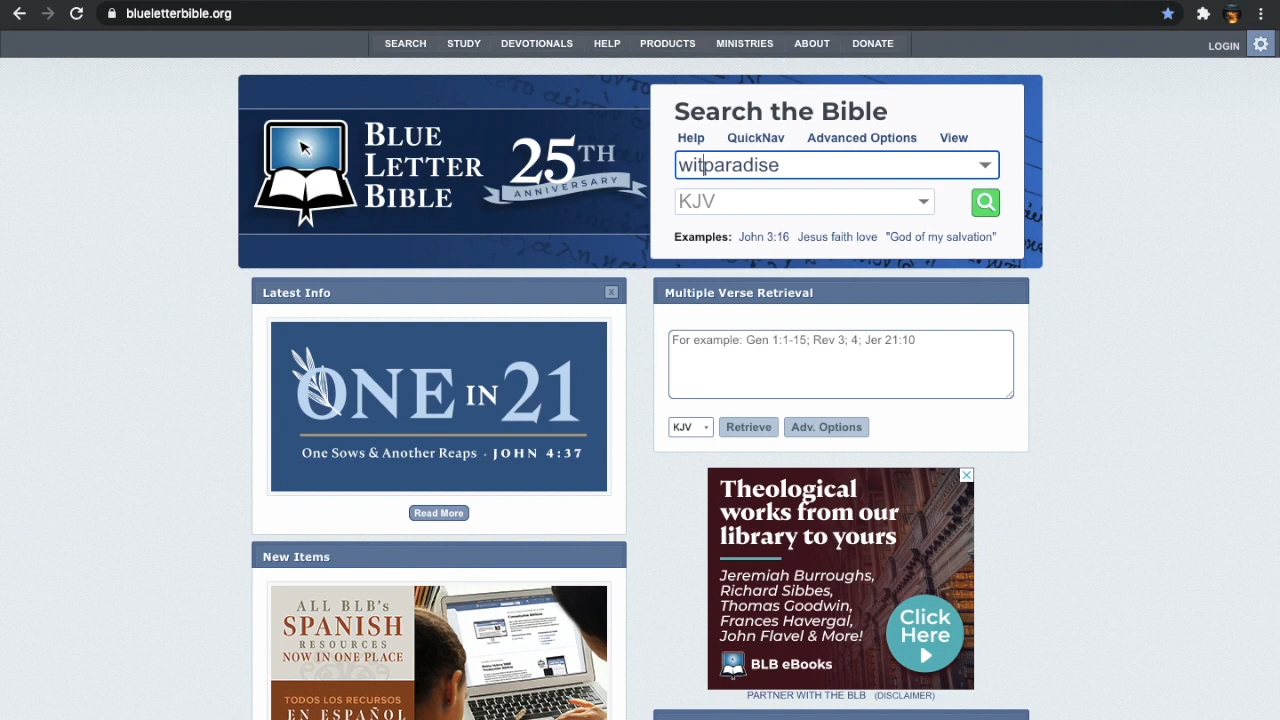 blueletterbible.org
SEARCH STUDY DEVOTIONALS HELP PRODUCTS MINISTRIES ABOUT DONATE
LOGIN
BLUE
LETTER
BIBLE
25TH
ANNIVERSARY
Search the Bible
Help QuickNav Advanced Options View
witparadise
KJV
Examples: John 3:16 Jesus faith love "God of my salvation"
Latest Info
x
ONE IN 21
One Sows & Another Reaps · JOHN 4:37
Read More
New Items
ALL BLB's
SPANISH
RESOURCES
NOW IN ONE PLACE
TODOS LOS RECURSOS
EN ESPAÑOL
Multiple Verse Retrieval
For example: Gen 1:1-15; Rev 3; 4; Jer 21:10
KJV Retrieve Adv. Options
Theological
works from our
library to yours
Jeremiah Burroughs,
Richard Sibbes,
Thomas Goodwin,
Frances Havergal,
John Flavel & More!
Click
Here
BLB eBooks
PARTNER WITH THE BLB (DISCLAIMER)